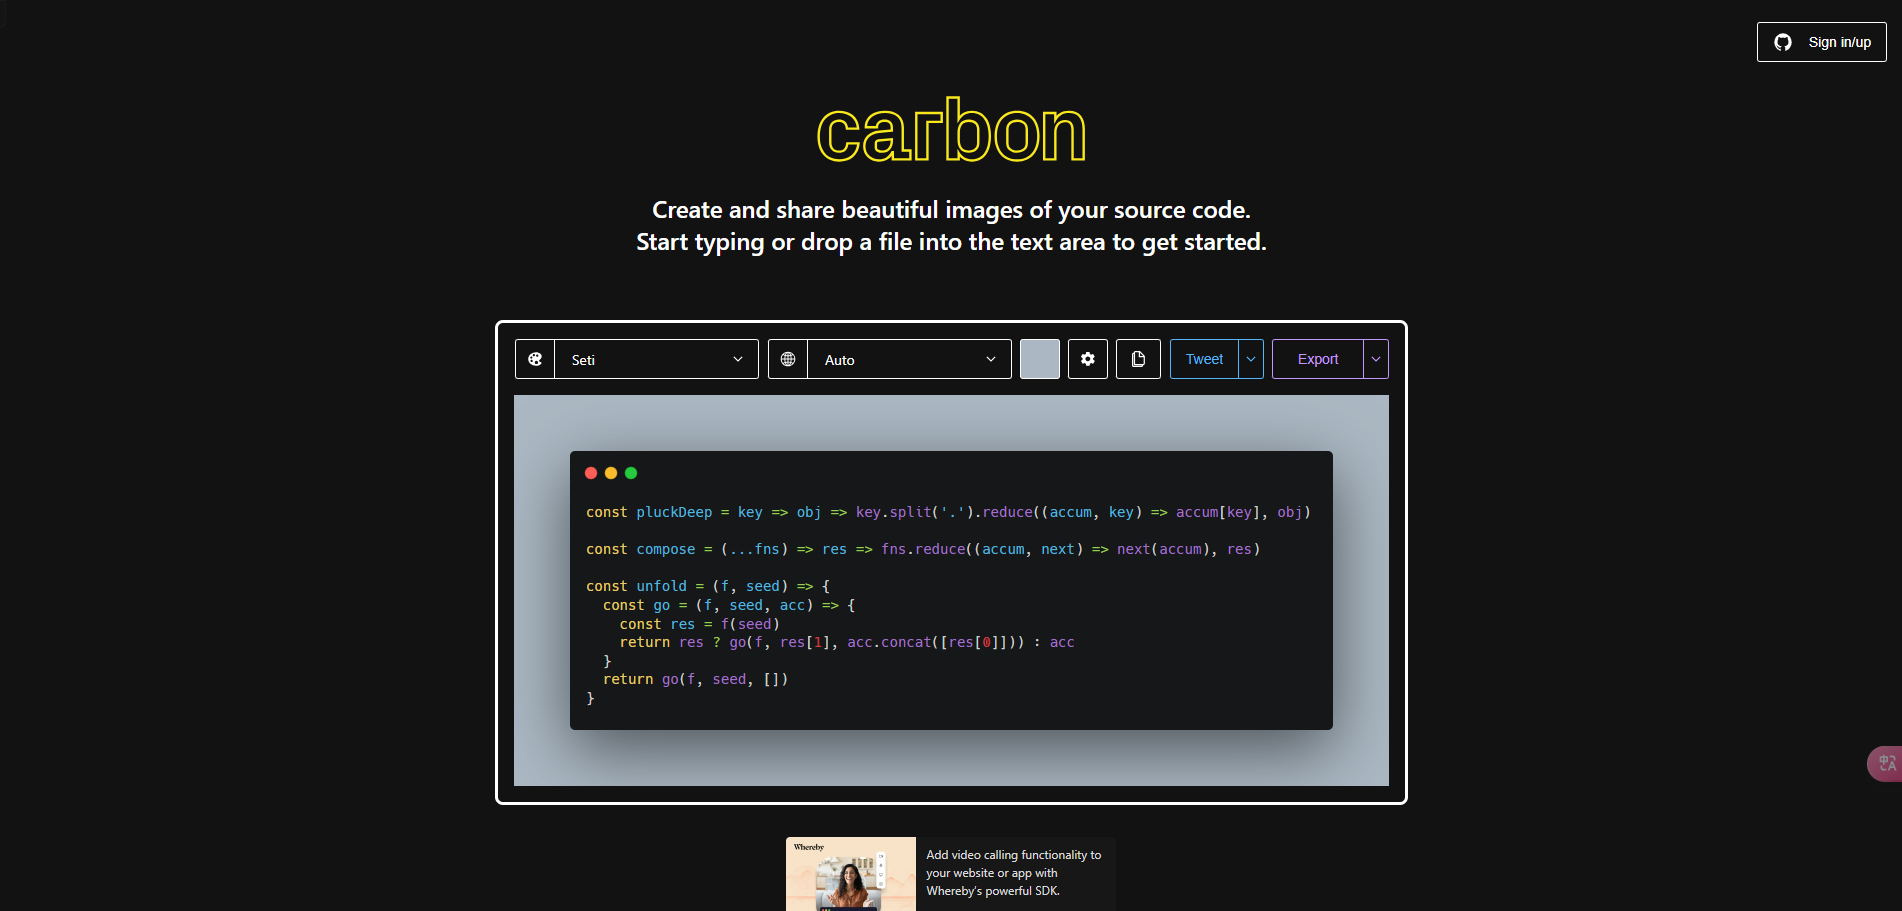 Sign in/up
carbon
Create and share beautiful images of your source code.
Start typing or drop a file into the text area to get started.
Seti
Auto
Tweet
Export
const pluckDeep = key => obj => key.split('.').reduce((accum, key) => accum[key], obj)
const compose = (...fns) => res => fns.reduce((accum, next) => next(accum), res)
const unfold = (f, seed) => {
  const go = (f, seed, acc) => {
    const res = f(seed)
    return res ? go(f, res[1], acc.concat([res[0]])) : acc
  }
  return go(f, seed, [])
}
中A
Whereby
Add video calling functionality to
your website or app with
Whereby's powerful SDK.